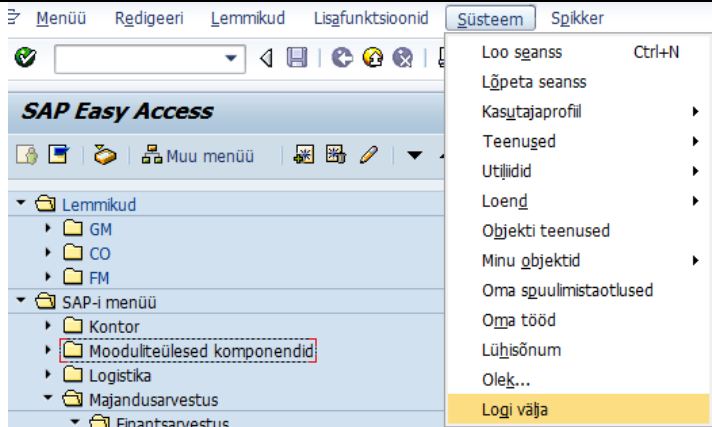 Menüü Redigeeri Lemmikud Lisafunktsioonid Süsteem Spikker
Loo seanss Ctrl+N
Lõpeta seanss
Kasutajaprofiil
Teenused
Utiliidid
Loend
Objekti teenused
Minu objektid
Oma spuulimistaotlused
Oma tööd
Lühisõnum
Olek...
Logi välja
SAP Easy Access
Muu menüü
Lemmikud
GM
CO
FM
SAP-i menüü
Kontor
Mooduliteülesed komponendid
Logistika
Majandusarvestus
Finantsarvestus